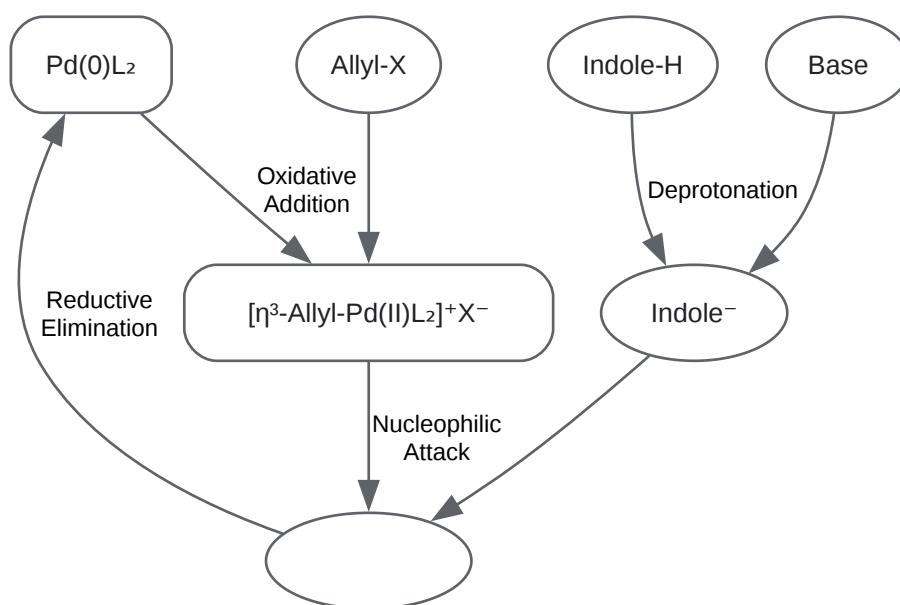 Pd(0)L₂
Allyl-X
Indole-H
Base
Oxidative
Addition
Deprotonation
Reductive
Elimination
[η³-Allyl-Pd(II)L₂]⁺X⁻
Indole⁻
Nucleophilic
Attack